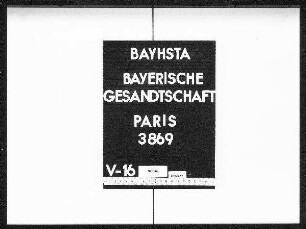 BAYHSTA
BAYERISCHE
GESANDTSCHAFT
PARIS
3869
V-16